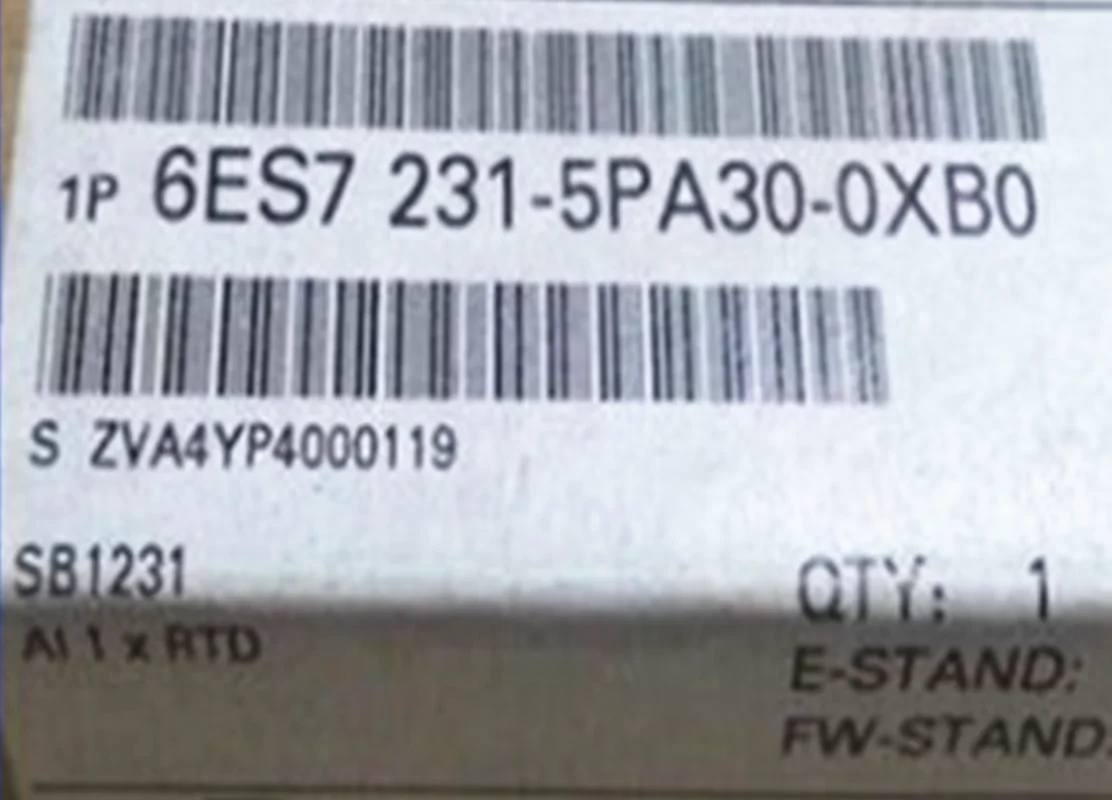 1P 6ES7 231-5PA30-0XB0
S ZVA4YP4000119
SB1231
QTY: 1
AI 1 x RTD
E-STAND:
FW-STAND: